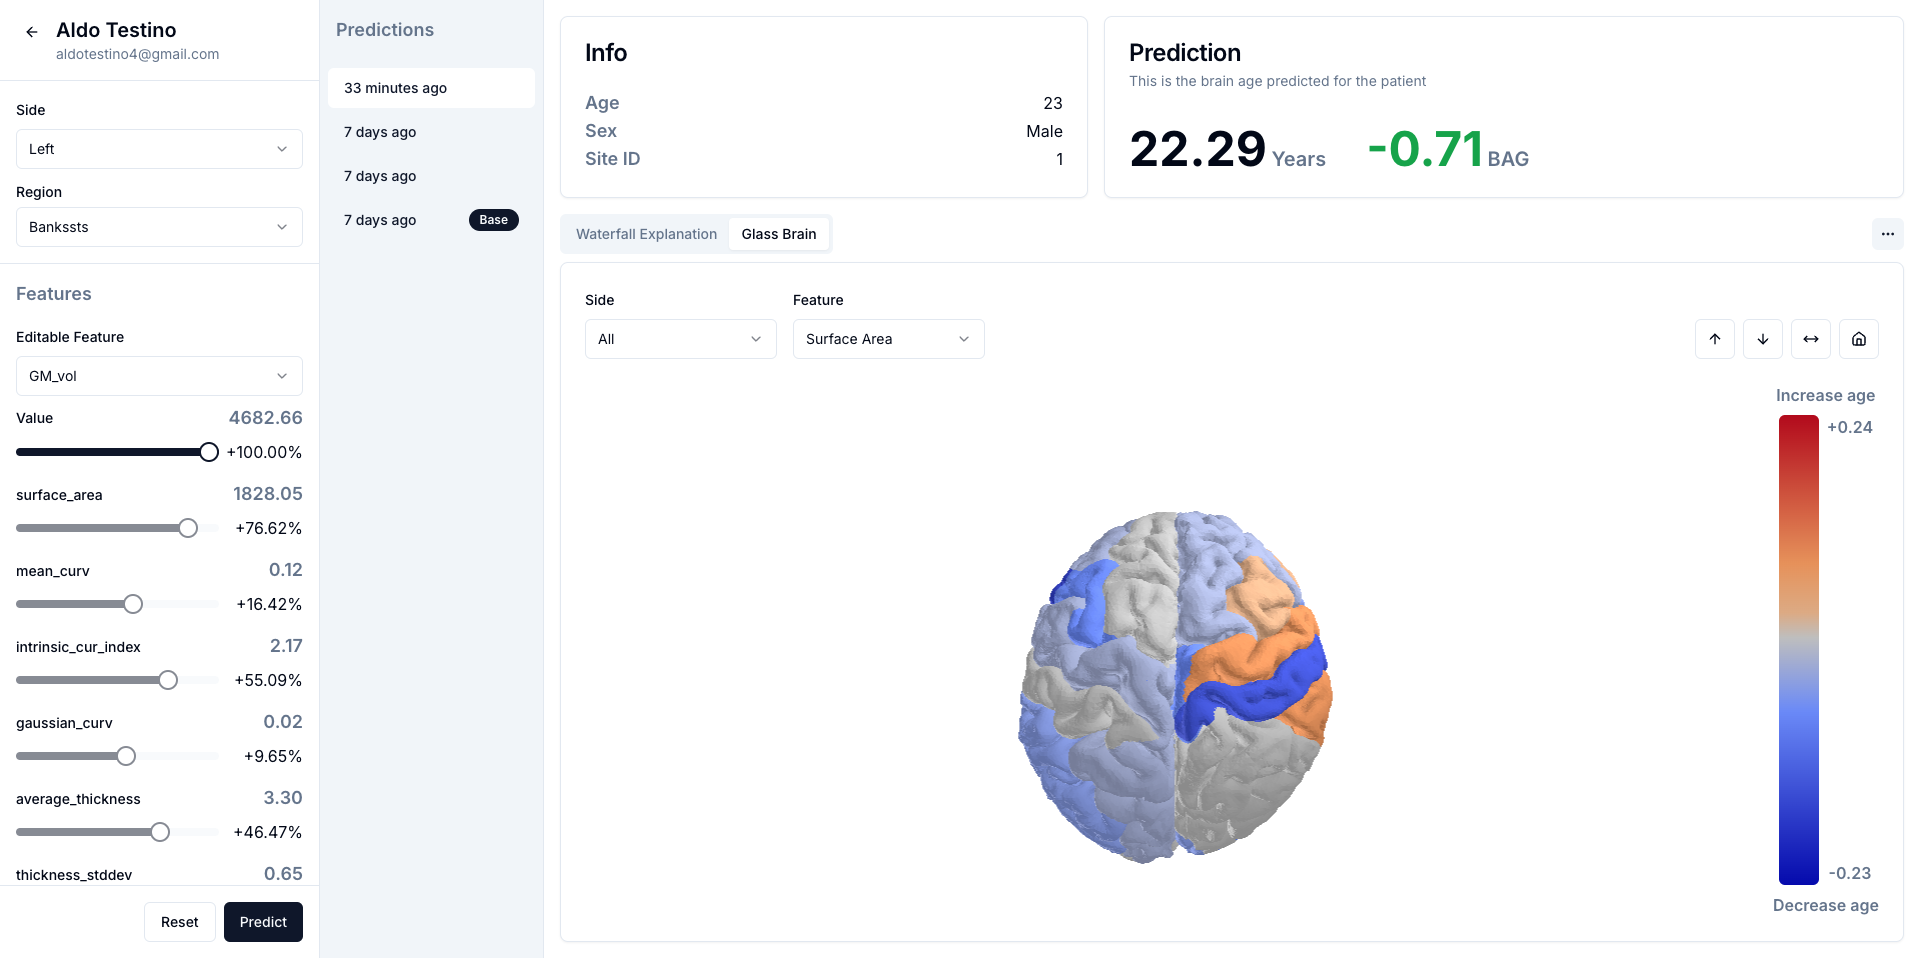 Aldo Testino
aldotestino4@gmail.com
Side
Left
Region
Bankssts
Features
Editable Feature
GM_vol
Value 4682.66
+100.00%
surface_area 1828.05
+76.62%
mean_curv 0.12
+16.42%
intrinsic_cur_index 2.17
+55.09%
gaussian_curv 0.02
+9.65%
average_thickness 3.30
+46.47%
thickness_stddev 0.65
Reset Predict
Predictions
33 minutes ago
7 days ago
7 days ago
7 days ago Base
Info
Age 23
Sex Male
Site ID 1
Prediction
This is the brain age predicted for the patient
22.29 Years -0.71 BAG
Waterfall Explanation Glass Brain
Side Feature
All Surface Area
Increase age
+0.24
-0.23
Decrease age